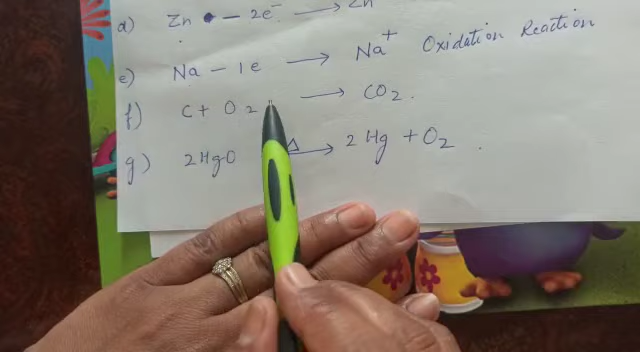 d) Zn - 2e⁻ → Zn
e) Na - 1e → Na⁺ Oxidation Reaction
f) C + O2 → CO2.
g) 2HgO Δ→ 2Hg + O2.